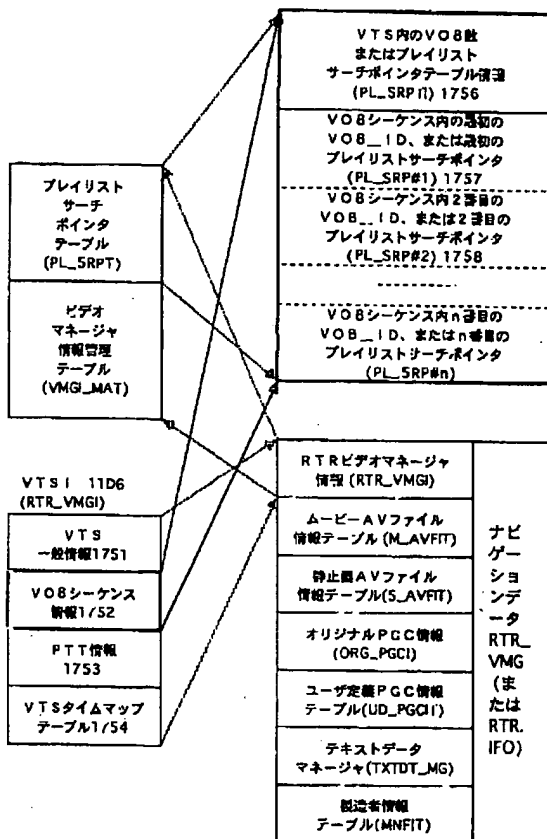 VTS内のVOB数
またはプレイリスト
サーチポインタテーブル情報
(PL_SRPTI) 1756
VOBシーケンス内の最初の
VOB_ID、または最初の
プレイリストサーチポインタ
(PL_SRP#1) 1757
VOBシーケンス内2番目の
VOB_ID、または2番目の
プレイリストサーチポインタ
(PL_SRP#2) 1758
VOBシーケンス内n番目の
VOB_ID、またはn番目の
プレイリストサーチポインタ
(PL_SRP#n)
プレイリスト
サーチ
ポインタ
テーブル
(PL_SRPT)
ビデオ
マネージャ
情報管理
テーブル
(VMGI_MAT)
VTSI 1106
(RTR_VMGI)
VTS
一般情報1751
VOBシーケンス
情報1752
PTT情報
1753
VTSタイムマップ
テーブル1754
RTRビデオマネージャ
情報 (RTR_VMGI)
ムービーAVファイル
情報テーブル (M_AVFIT)
静止画AVファイル
情報テーブル(S_AVFIT)
オリジナルPGC情報
(ORG_PGCI)
ユーザ定義PGC情報
テーブル(UD_PGCIT)
テキストデータ
マネージャ(TXTDT_MG)
製造者情報
テーブル(MNFIT)
ナビ
ゲー
ショ
ンデ
ータ
RTR_
VMG
(ま
たは
RTR.
IFO)